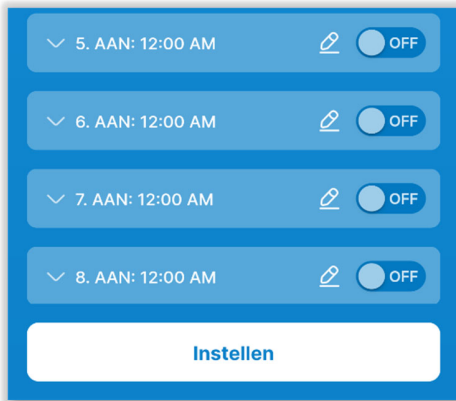 5. AAN: 12:00 AM OFF
6. AAN: 12:00 AM OFF
7. AAN: 12:00 AM OFF
8. AAN: 12:00 AM OFF
Instellen